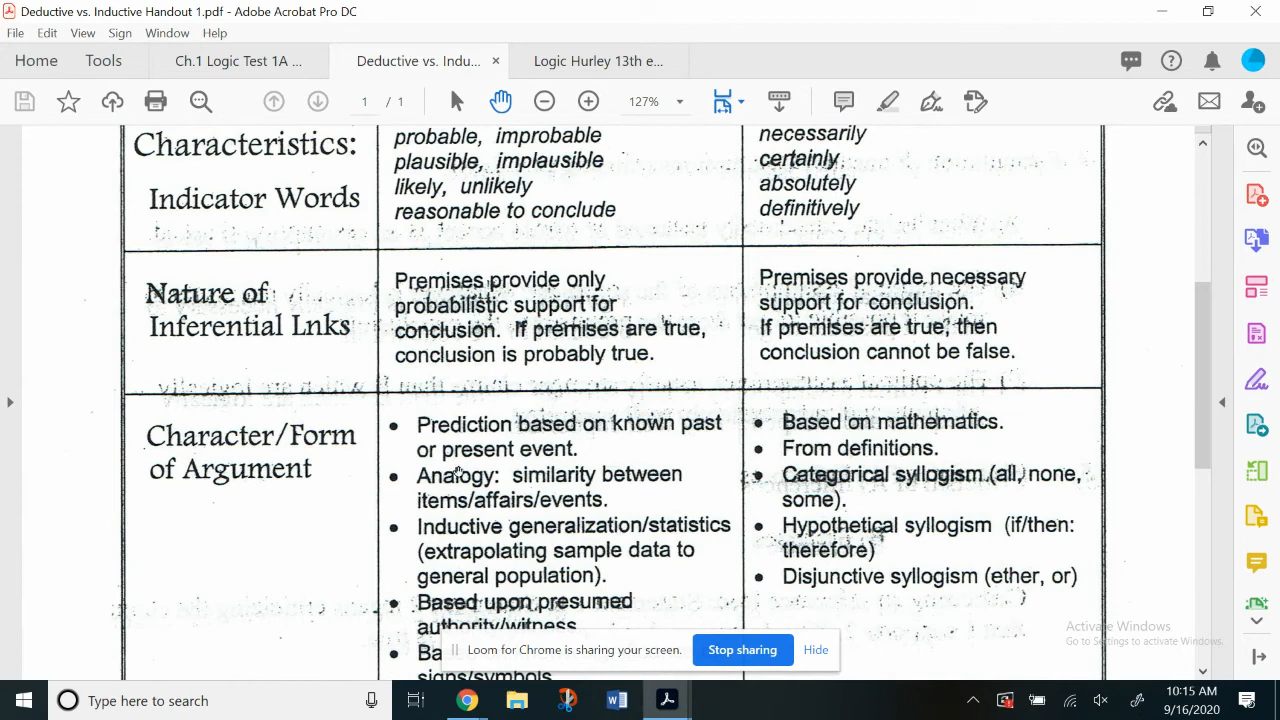 Deductive vs. Inductive Handout 1.pdf - Adobe Acrobat Pro DC
File Edit View Sign Window Help
Home Tools Ch.1 Logic Test 1A ... Deductive vs. Indu... × Logic Hurley 13th e...
1 / 1 127%
Characteristics:
Indicator Words
probable, improbable
plausible, implausible
likely, unlikely
reasonable to conclude
necessarily
certainly
absolutely
definitively
Nature of
Inferential Lnks
Premises provide only
probabilistic support for
conclusion. If premises are true,
conclusion is probably true.
Premises provide necessary
support for conclusion.
If premises are true, then
conclusion cannot be false.
Character/Form
of Argument
• Prediction based on known past
or present event.
• Analogy: similarity between
items/affairs/events.
• Inductive generalization/statistics
(extrapolating sample data to
general population).
• Based upon presumed
authority/witness
• Ba
signs/symbols
• Based on mathematics.
• From definitions.
• Categorical syllogism (all, none,
some).
• Hypothetical syllogism (if/then:
therefore)
• Disjunctive syllogism (ether, or)
Activate Windows
Go to Settings to activate Windows.
Loom for Chrome is sharing your screen. Stop sharing Hide
Type here to search
10:15 AM
9/16/2020